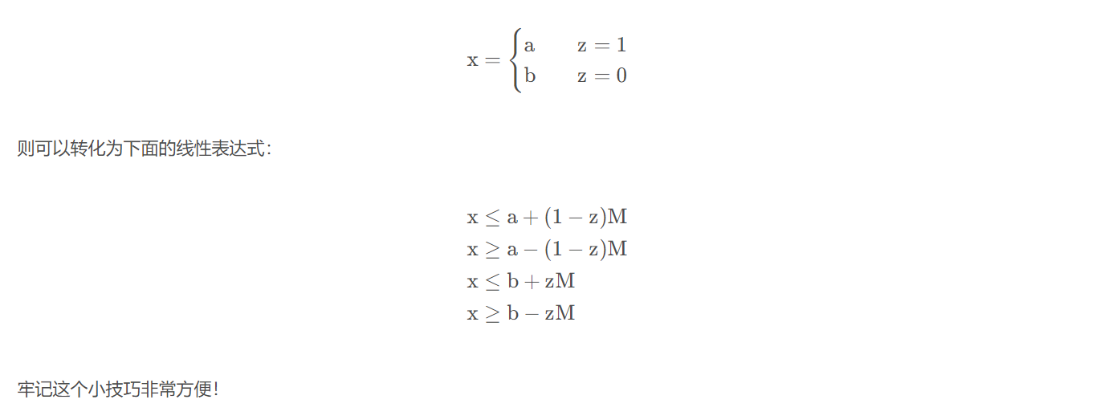 x = { a z = 1
b z = 0
则可以转化为下面的线性表达式：
x ≤ a + (1 − z)M
x ≥ a − (1 − z)M
x ≤ b + zM
x ≥ b − zM
牢记这个小技巧非常方便！